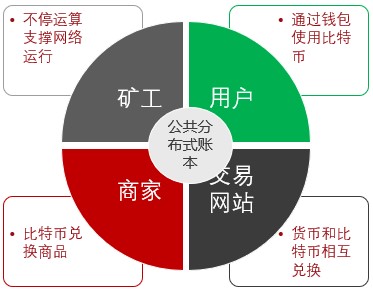 • 不停运算
支撑网络
运行
• 通过钱包
使用比特
币
矿工
用户
公共分
布式账
本
商家
交易
网站
• 比特币兑
换商品
• 货币和比
特币相互
兑换